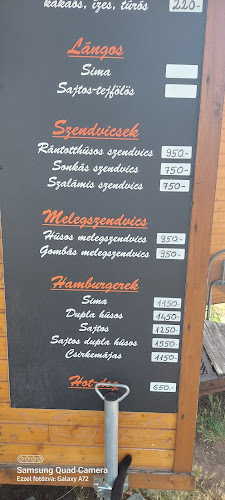 kakaós, ízes, túrós 220.-
Lángos
Sima
Sajtos-tejfölös
Szendvicsek
Rántotthúsos szendvics 950-
Sonkás szendvics 750-
Szalámis szendvics 750-
Melegszendvics
Húsos melegszendvics 950-
Gombás melegszendvics 950-
Hamburgerek
Sima 1150-
Dupla húsos 1450-
Sajtos 1250-
Sajtos dupla húsos 1550-
Csirkemájas 1150-
650.-
SAMSUNG Quad Camera
Ezzel fotózva: Galaxy A72